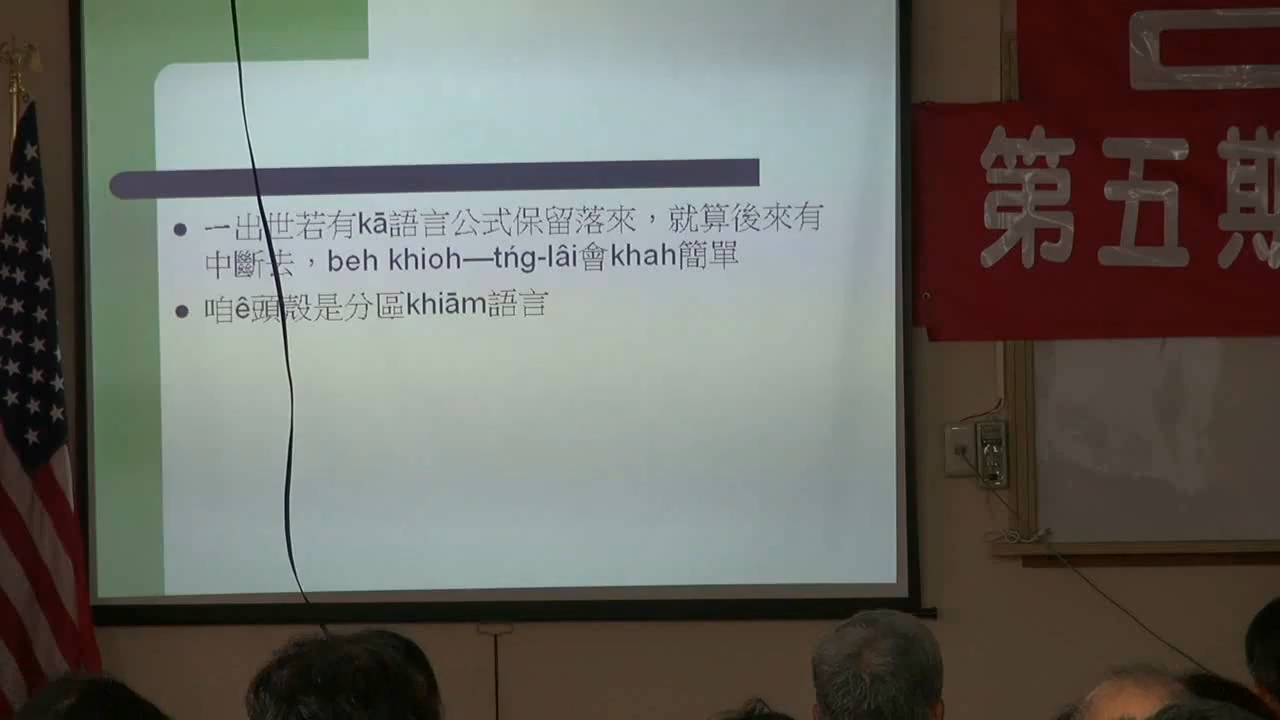 一出世若有kā語言公式保留落來，就算後來有
中斷去，beh khioh—tńg-lâi會khah簡單
咱ê頭殼是分區khiām語言
第五期